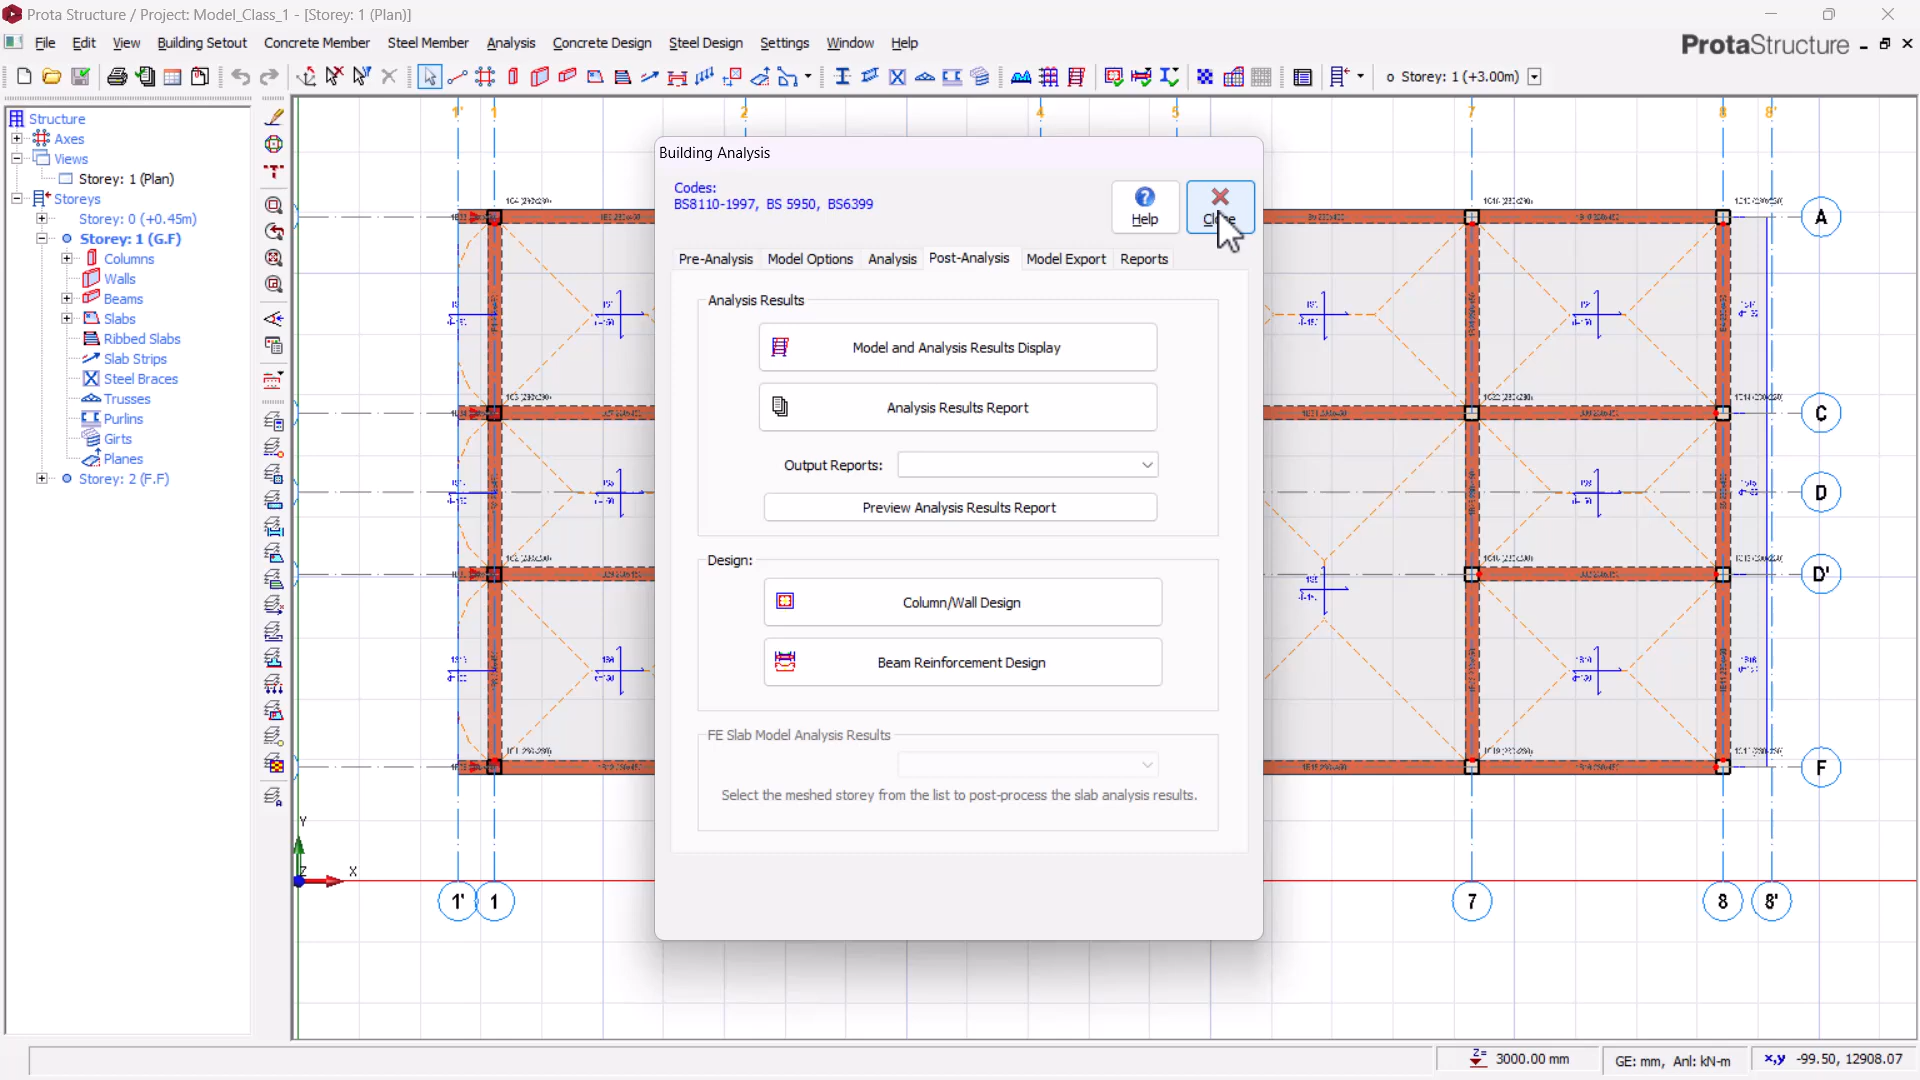 Prota Structure / Project: Model_Class_1 - [Storey: 1 (Plan)]
File Edit View Building Setout Concrete Member Steel Member Analysis Concrete Design Steel Design Settings Window Help
ProtaStructure
Storey: 1 (+3.00m)
Structure
Axes
Views
Storey: 1 (Plan)
Storeys
Storey: 0 (+0.45m)
Storey: 1 (G.F)
Columns
Walls
Beams
Slabs
Ribbed Slabs
Slab Strips
Steel Braces
Trusses
Purlins
Girts
Planes
Storey: 2 (F.F)
1' 1 2 4 5 7 8 8'
Building Analysis
Codes:
BS8110-1997, BS 5950, BS6399
Help
Close
Pre-Analysis Model Options Analysis Post-Analysis Model Export Reports
Analysis Results
Model and Analysis Results Display
Analysis Results Report
Output Reports:
Preview Analysis Results Report
Design:
Column/Wall Design
Beam Reinforcement Design
FE Slab Model Analysis Results
Select the meshed storey from the list to post-process the slab analysis results.
A
C
D
D'
F
Y
Z
X
1' 1 7 8 8'
Z= 3000.00 mm
GE: mm, Anl: kN-m
x,y -99.50, 12908.07